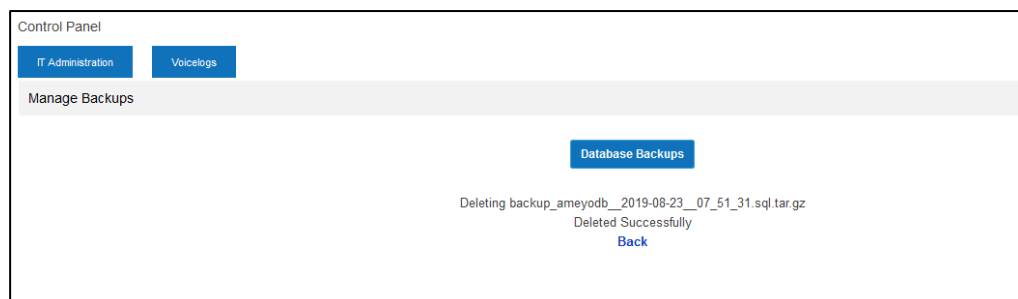 Control Panel
IT Administration
Voicelogs
Manage Backups
Database Backups
Deleting backup_ameyodb__2019-08-23__07_51_31.sql.tar.gz
Deleted Successfully
Back